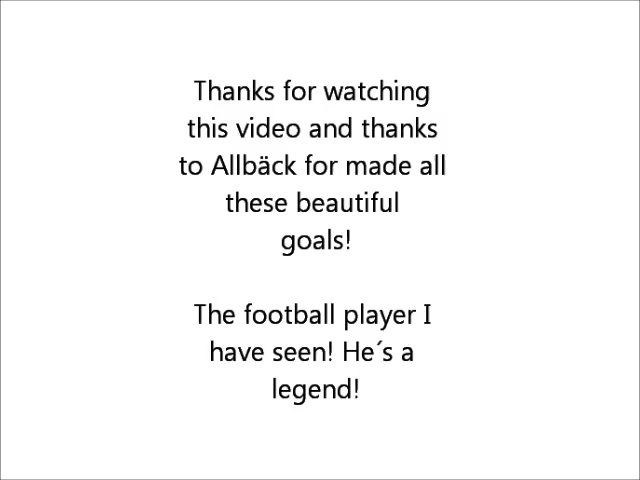 Thanks for watching
this video and thanks
to Allbäck for made all
these beautiful
goals!
The football player I
have seen! He´s a
legend!